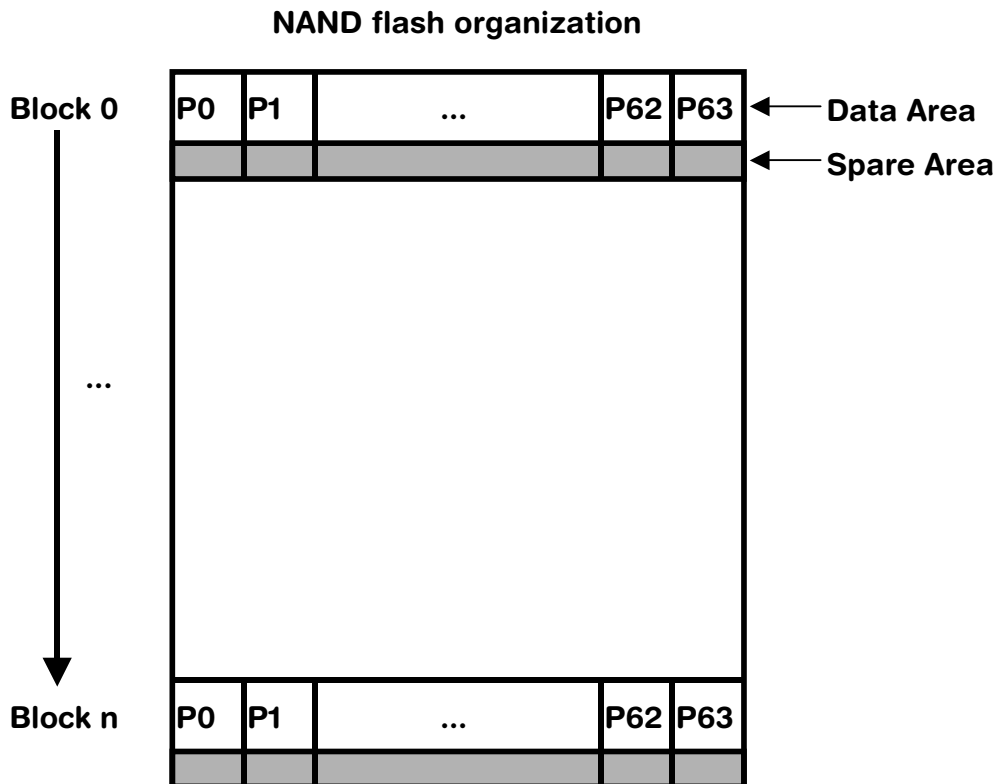 NAND flash organization
Block 0 P0 P1 ... P62 P63 Data Area
Spare Area
...
Block n P0 P1 ... P62 P63